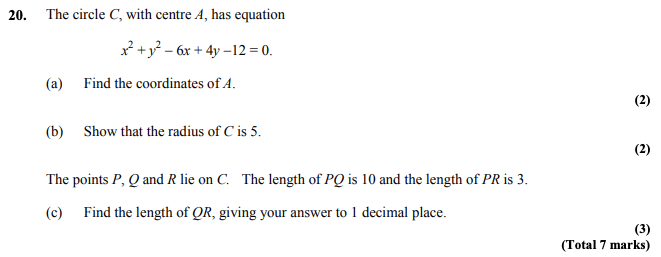 20. The circle C, with centre A, has equation
x² + y² – 6x + 4y –12 = 0.
(a) Find the coordinates of A.
(2)
(b) Show that the radius of C is 5.
(2)
The points P, Q and R lie on C. The length of PQ is 10 and the length of PR is 3.
(c) Find the length of QR, giving your answer to 1 decimal place.
(3)
(Total 7 marks)